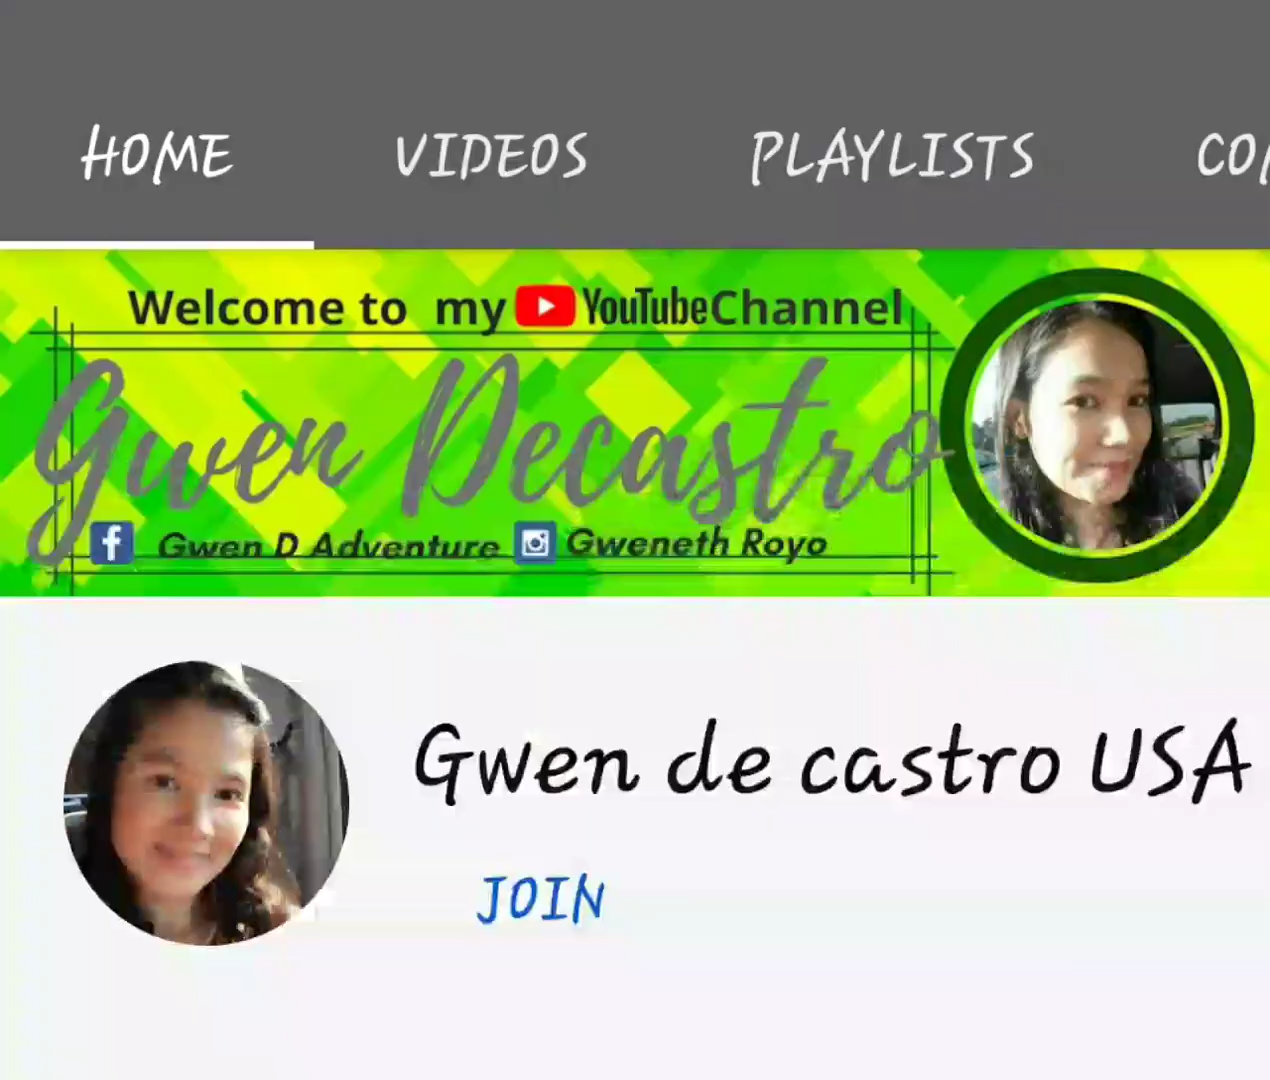 HOME VIDEOS PLAYLISTS CO
Welcome to my YouTube Channel
Gwen Decastro
Gwen D Adventure Gweneth Royo
Gwen de castro USA
JOIN